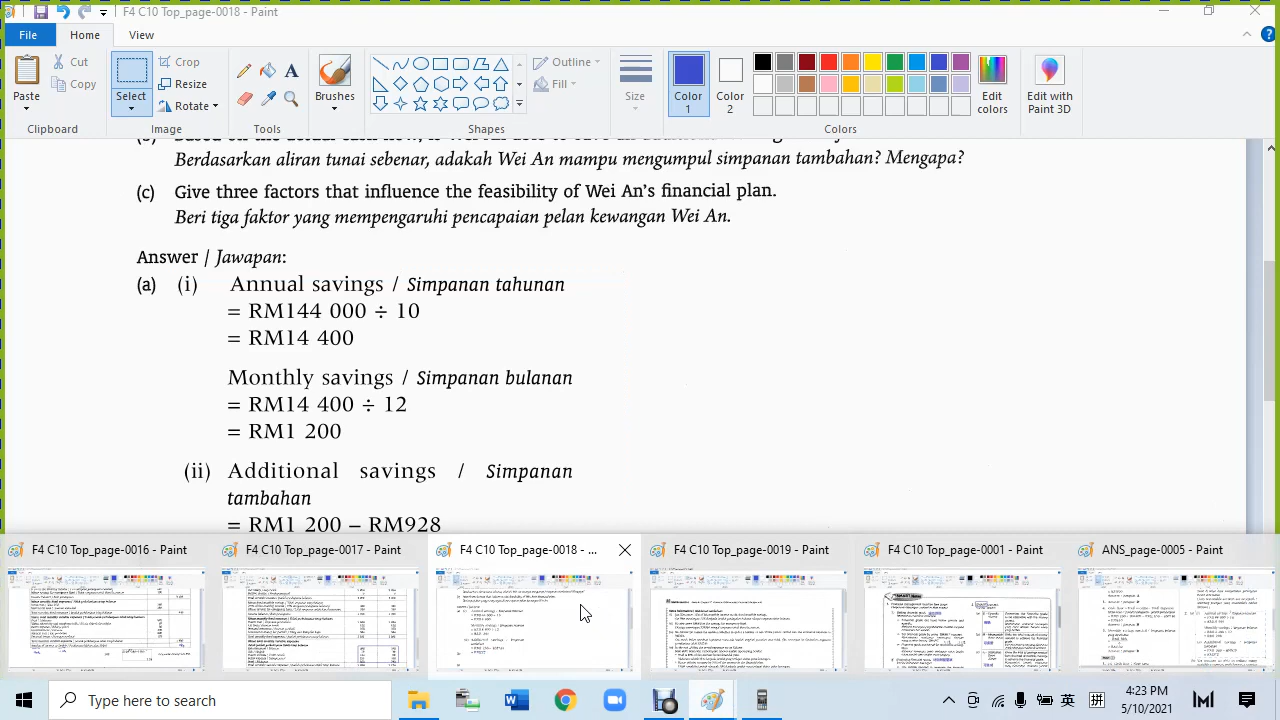 F4 C10 Top_page-0018 - Paint
File
Home
View
Paste
Cut
Copy
Clipboard
Select
Crop
Resize
Rotate
Image
Tools
Brushes
Shapes
Outline
Fill
Size
Color
1
Color
2
Edit
colors
Colors
Edit with
Paint 3D
Berdasarkan aliran tunai sebenar, adakah Wei An mampu mengumpul simpanan tambahan? Mengapa?
(c) Give three factors that influence the feasibility of Wei An's financial plan.
Beri tiga faktor yang mempengaruhi pencapaian pelan kewangan Wei An.
Answer / Jawapan:
(a) (i) Annual savings / Simpanan tahunan
= RM144 000 ÷ 10
= RM14 400
Monthly savings / Simpanan bulanan
= RM14 400 ÷ 12
= RM1 200
(ii) Additional savings / Simpanan
tambahan
= RM1 200 – RM928
F4 C10 Top_page-0016 - Paint
F4 C10 Top_page-0017 - Paint
F4 C10 Top_page-0018 - ...
F4 C10 Top_page-0019 - Paint
F4 C10 Top_page-0001 - Paint
ANS_page-0005 - Paint
Type here to search
英
拼
4:23 PM
5/10/2021